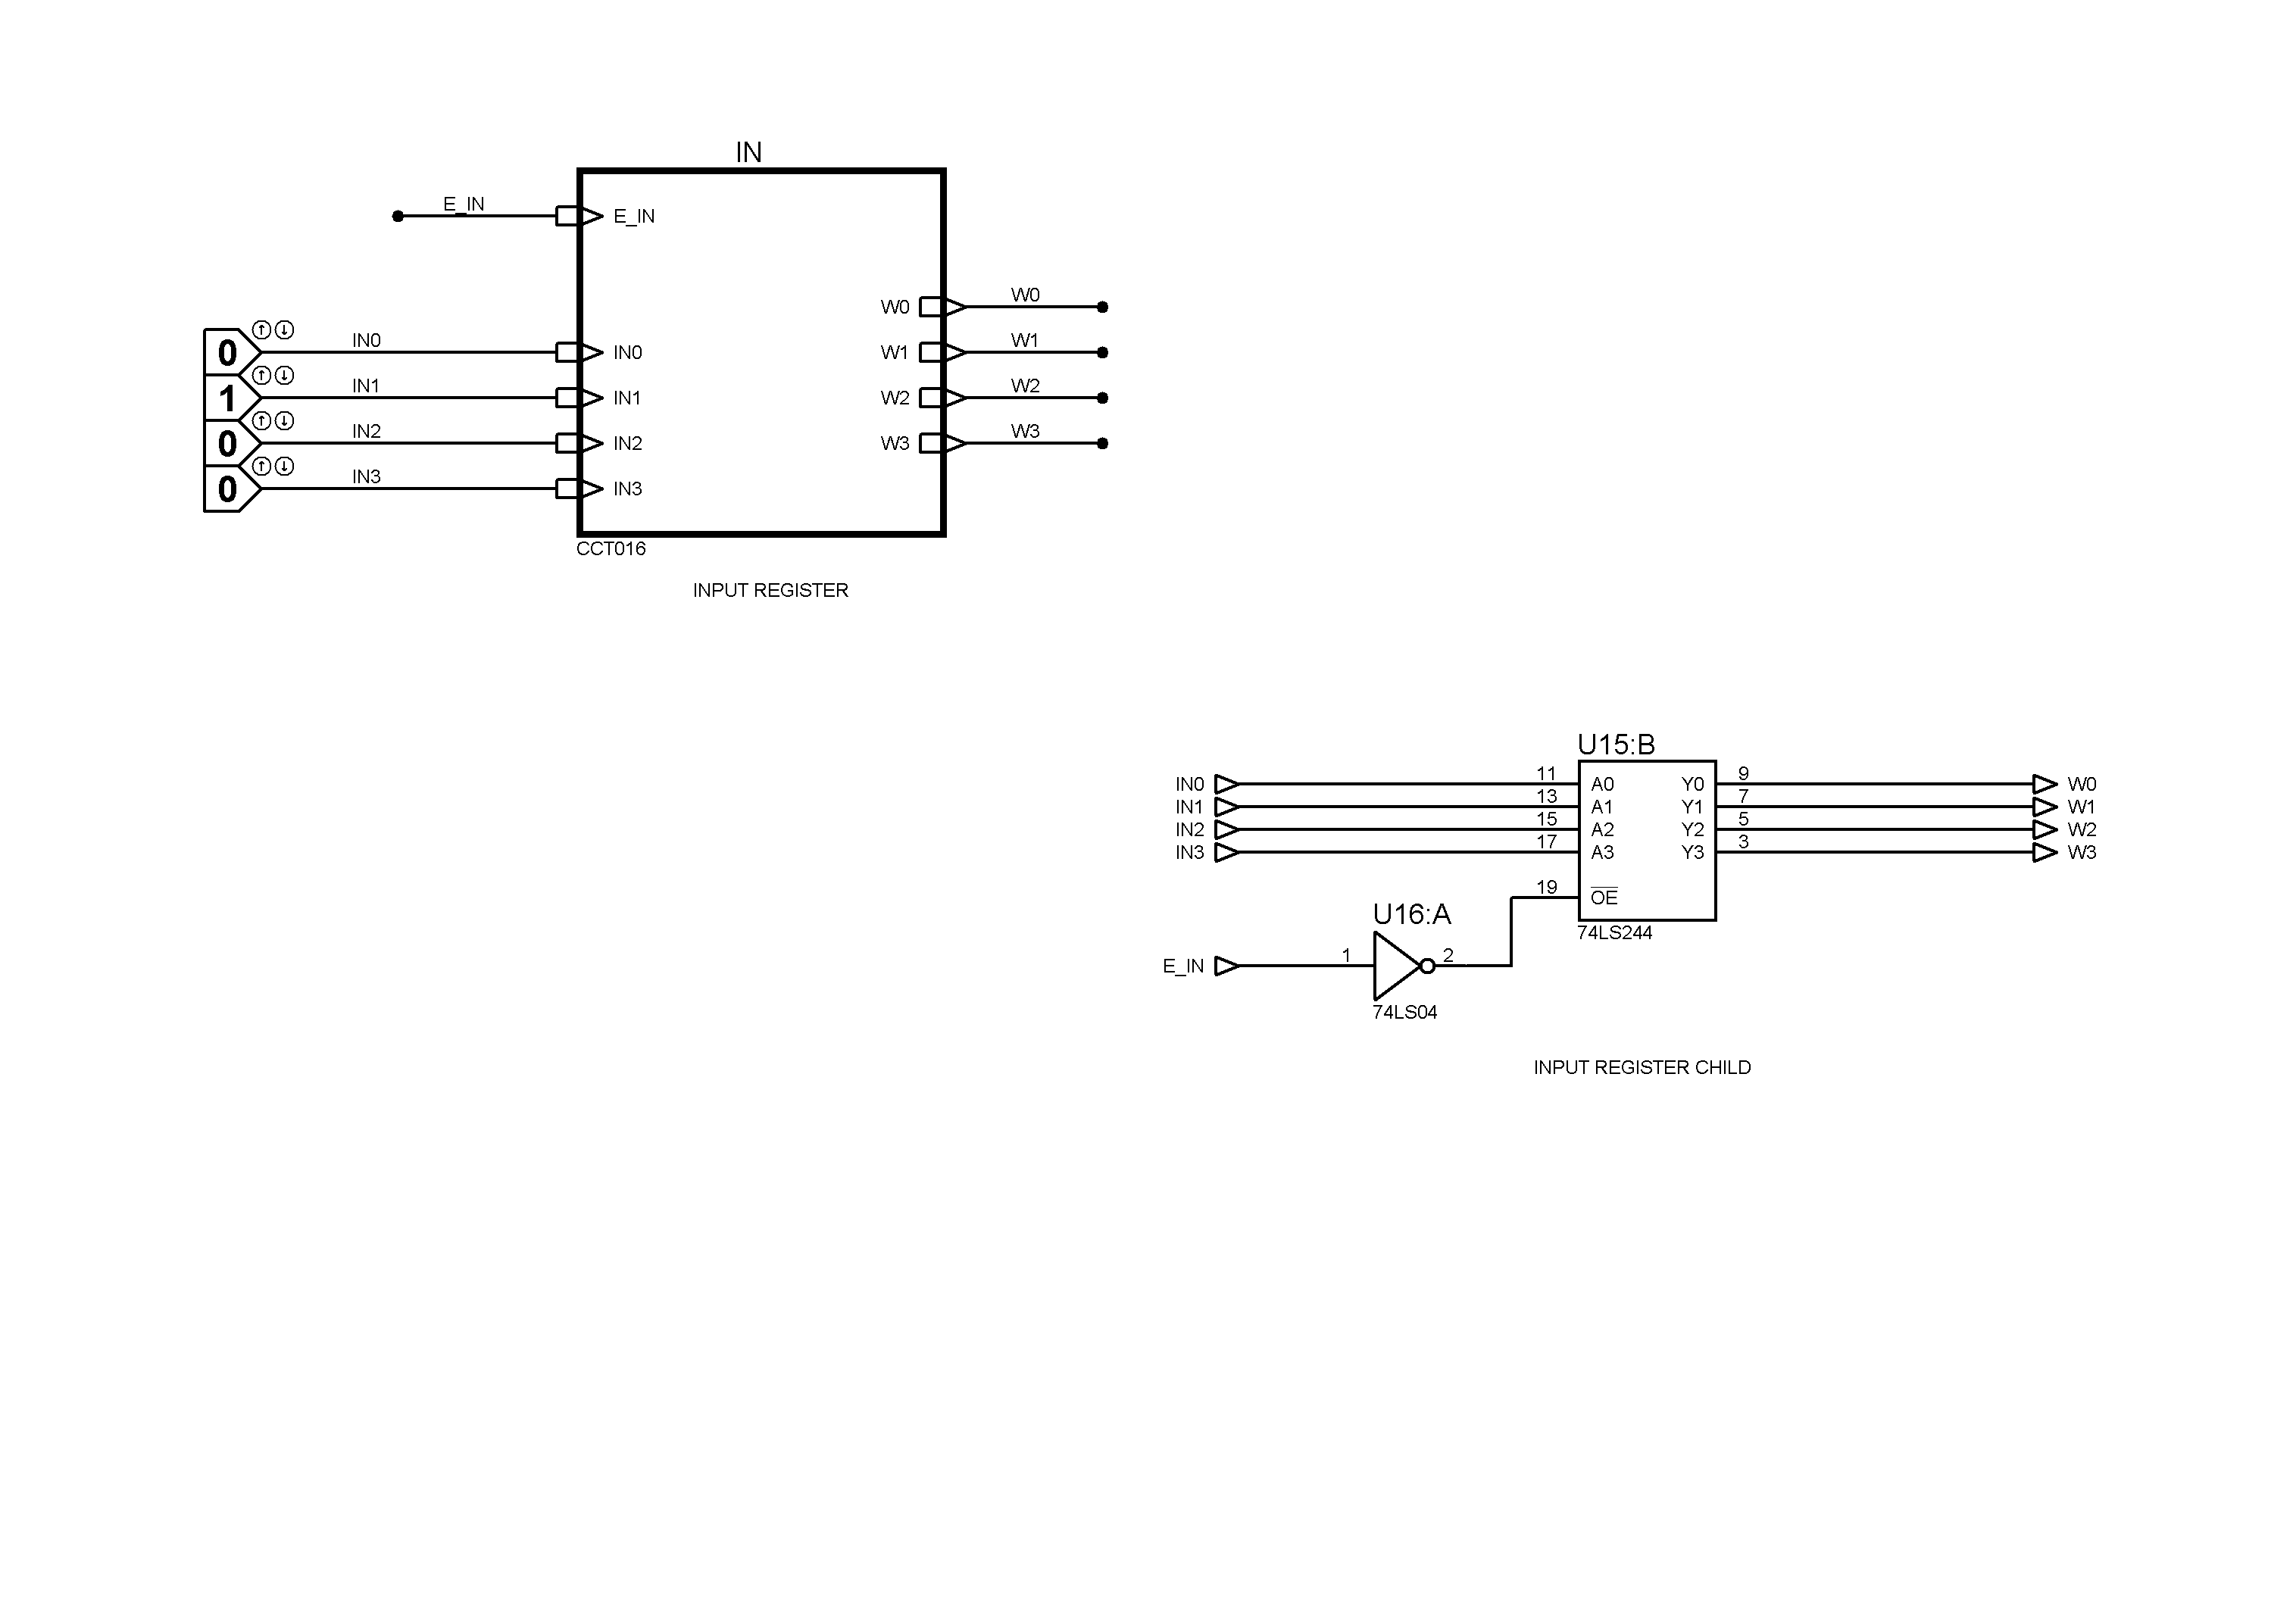 IN
E_IN
E_IN
W0
W0
0
IN0
IN0
W1
W1
1
IN1
IN1
W2
W2
0
IN2
IN2
W3
W3
0
IN3
IN3
CCT016
INPUT REGISTER
U15:B
IN0
11
A0
Y0
9
W0
IN1
13
A1
Y1
7
W1
IN2
15
A2
Y2
5
W2
IN3
17
A3
Y3
3
W3
19
OE
U16:A
74LS244
E_IN
1
2
74LS04
INPUT REGISTER CHILD